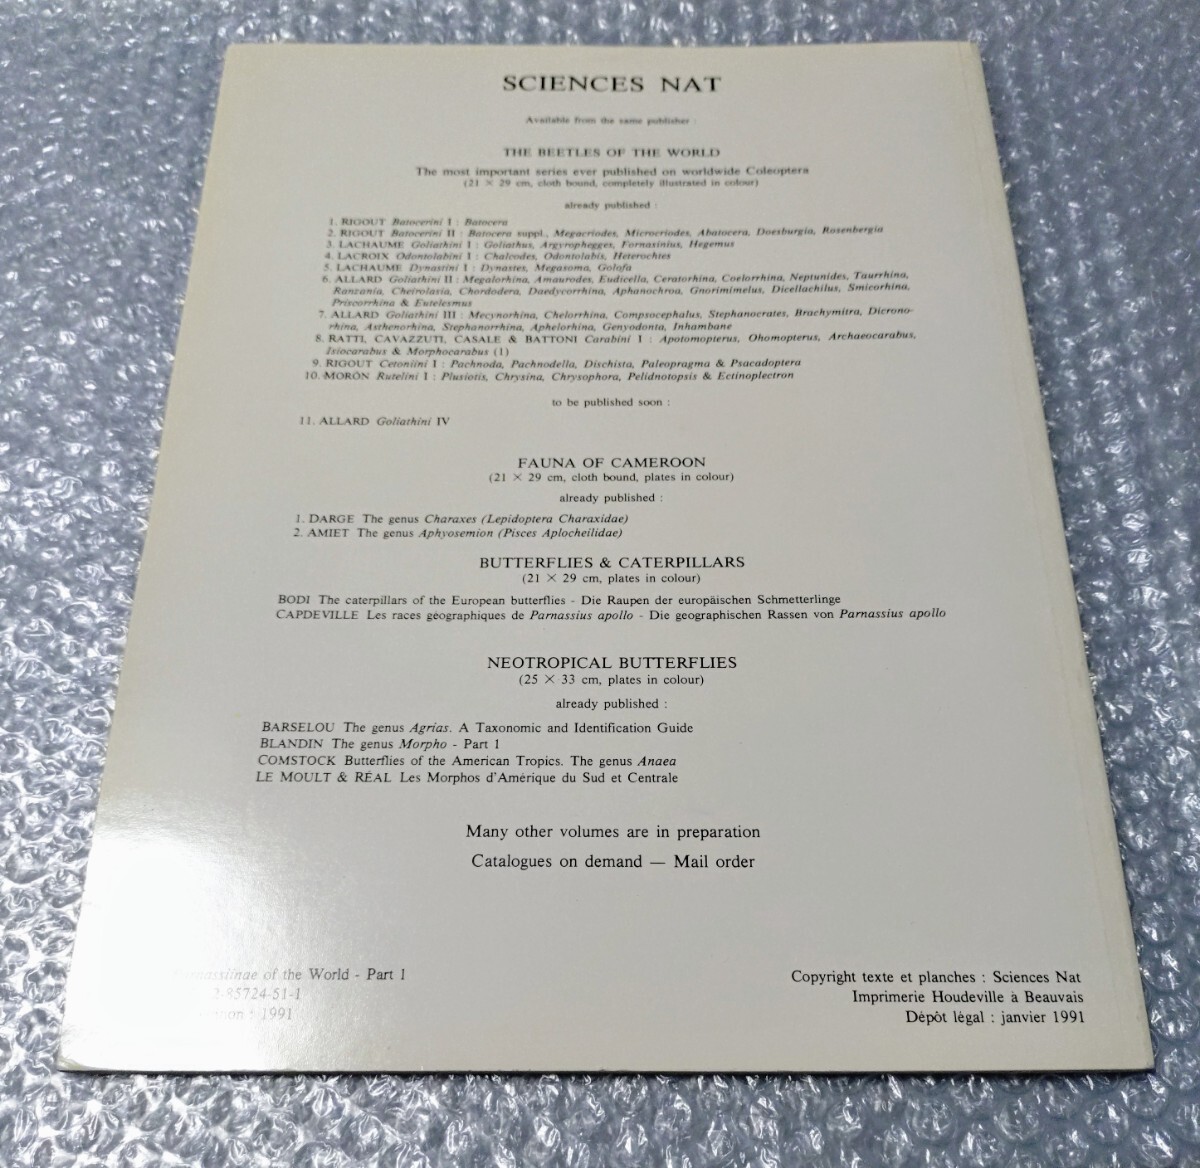 SCIENCES NAT
Available from the same publisher :
THE BEETLES OF THE WORLD
The most important series ever published on worldwide Coleoptera
(21 × 29 cm, cloth bound, completely illustrated in colour)
already published :
1. RIGOUT Batocerini I : Batocera
2. RIGOUT Batocerini II : Batocera suppl., Megacriodes, Microcriodes, Abatocera, Doesburgia, Rosenbergia
3. LACHAUME Goliathini I : Goliathus, Argyrophegges, Fornasinius, Hegemus
4. LACROIX Odontolabini I : Chalcodes, Odontolabis, Heterochtes
5. LACHAUME Dynastini I : Dynastes, Megasoma, Golofa
6. ALLARD Goliathini II : Megalorhina, Amaurodes, Eudicella, Ceratorhina, Coelorrhina, Neptunides, Taurrhina,
Ranzania, Cheirolasia, Chordodera, Daedycorrhina, Aphanochroa, Gnorimimelus, Dicellachilus, Smicorhina,
Priscorrhina & Eutelesmus
7. ALLARD Goliathini III : Mecynorhina, Chelorrhina, Compsocephalus, Stephanocrates, Brachymitra, Dicrono-
rhina, Asthenorhina, Stephanorrhina, Aphelorhina, Genyodonta, Inhambane
8. RATTI, CAVAZZUTI, CASALE & BATTONI Carabini I : Apotomopterus, Ohomopterus, Archaeocarabus,
Isiocarabus & Morphocarabus (1)
9. RIGOUT Cetoniini I : Pachnoda, Pachnodella, Dischista, Paleopragma & Psacadoptera
10. MORÓN Rutelini I : Plusiotis, Chrysina, Chrysophora, Pelidnotopsis & Ectinoplectron
to be published soon :
11. ALLARD Goliathini IV
FAUNA OF CAMEROON
(21 × 29 cm, cloth bound, plates in colour)
already published :
1. DARGE The genus Charaxes (Lepidoptera Charaxidae)
2. AMIET The genus Aphyosemion (Pisces Aplocheilidae)
BUTTERFLIES & CATERPILLARS
(21 × 29 cm, plates in colour)
BODI The caterpillars of the European butterflies - Die Raupen der europäischen Schmetterlinge
CAPDEVILLE Les races géographiques de Parnassius apollo - Die geographischen Rassen von Parnassius apollo
NEOTROPICAL BUTTERFLIES
(25 × 33 cm, plates in colour)
already published :
BARSELOU The genus Agrias. A Taxonomic and Identification Guide
BLANDIN The genus Morpho - Part 1
COMSTOCK Butterflies of the American Tropics. The genus Anaea
LE MOULT & RÉAL Les Morphos d'Amérique du Sud et Centrale
Many other volumes are in preparation
Catalogues on demand — Mail order
Parnassiinae of the World - Part 1
2-85724-51-1
1991
Copyright texte et planches : Sciences Nat
Imprimerie Houdeville à Beauvais
Dépôt légal : janvier 1991